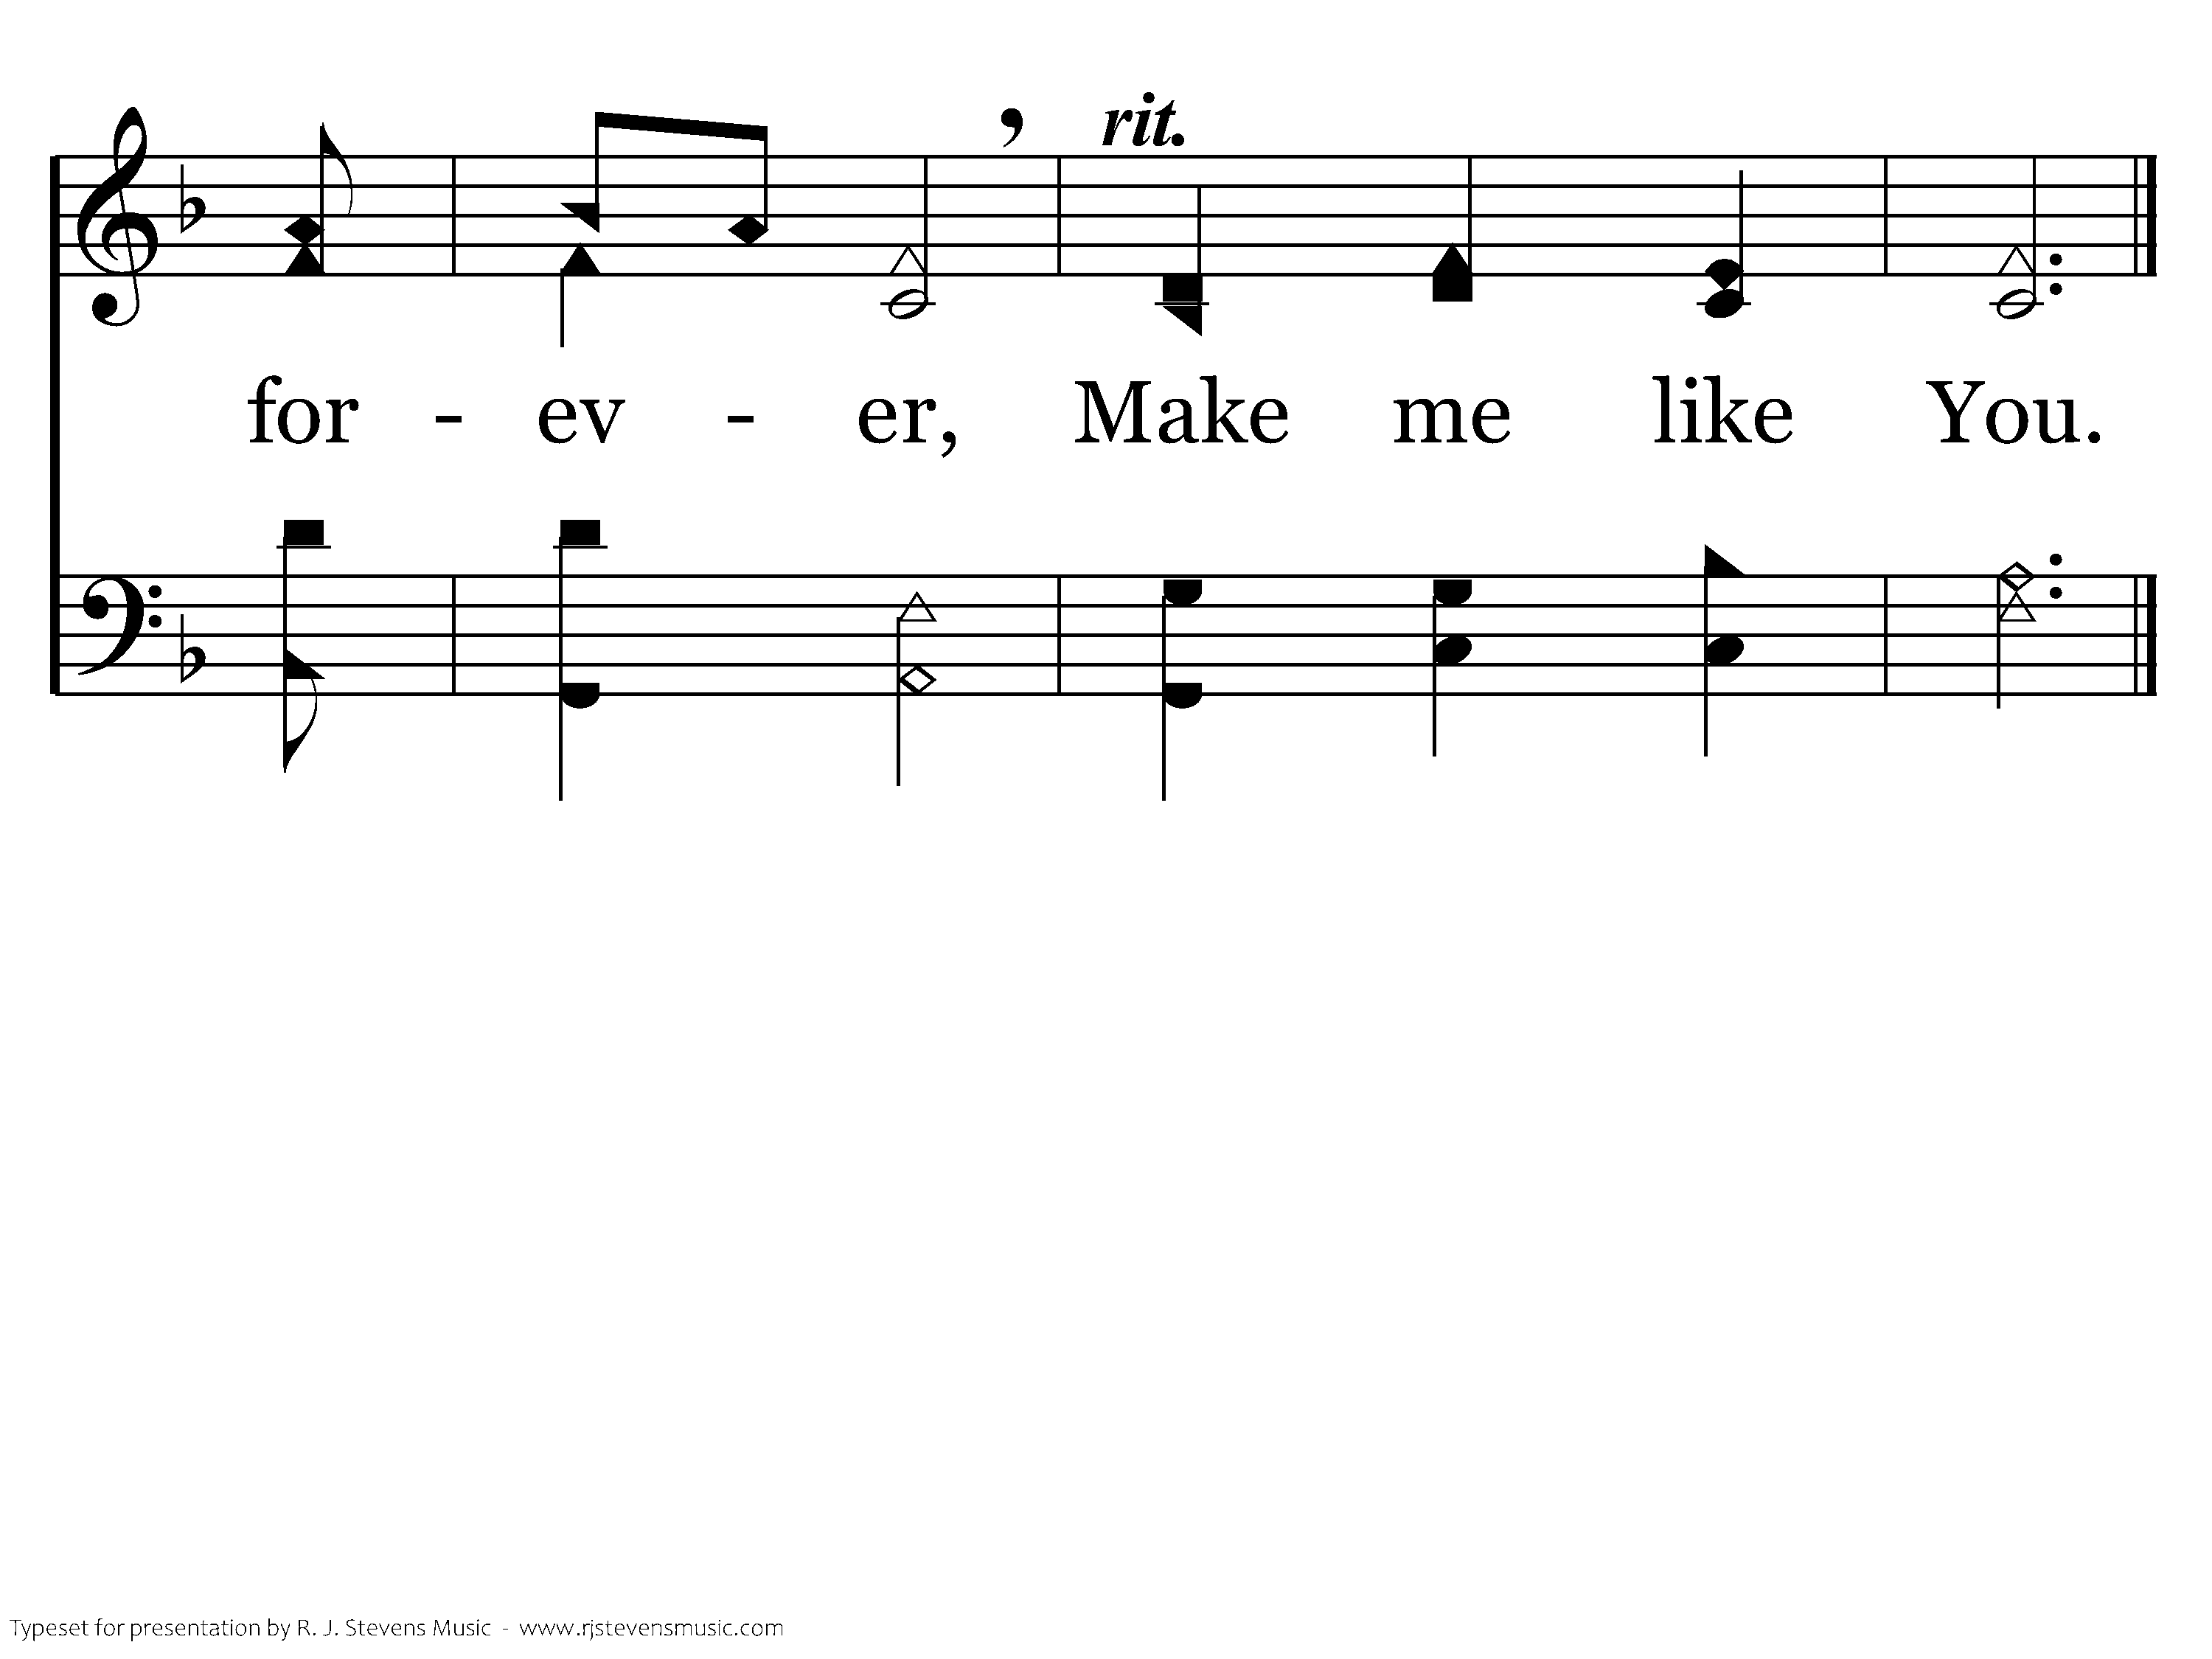 rit.
for - ev - er, Make me like You.
Typeset for presentation by R. J. Stevens Music - www.rjstevensmusic.com